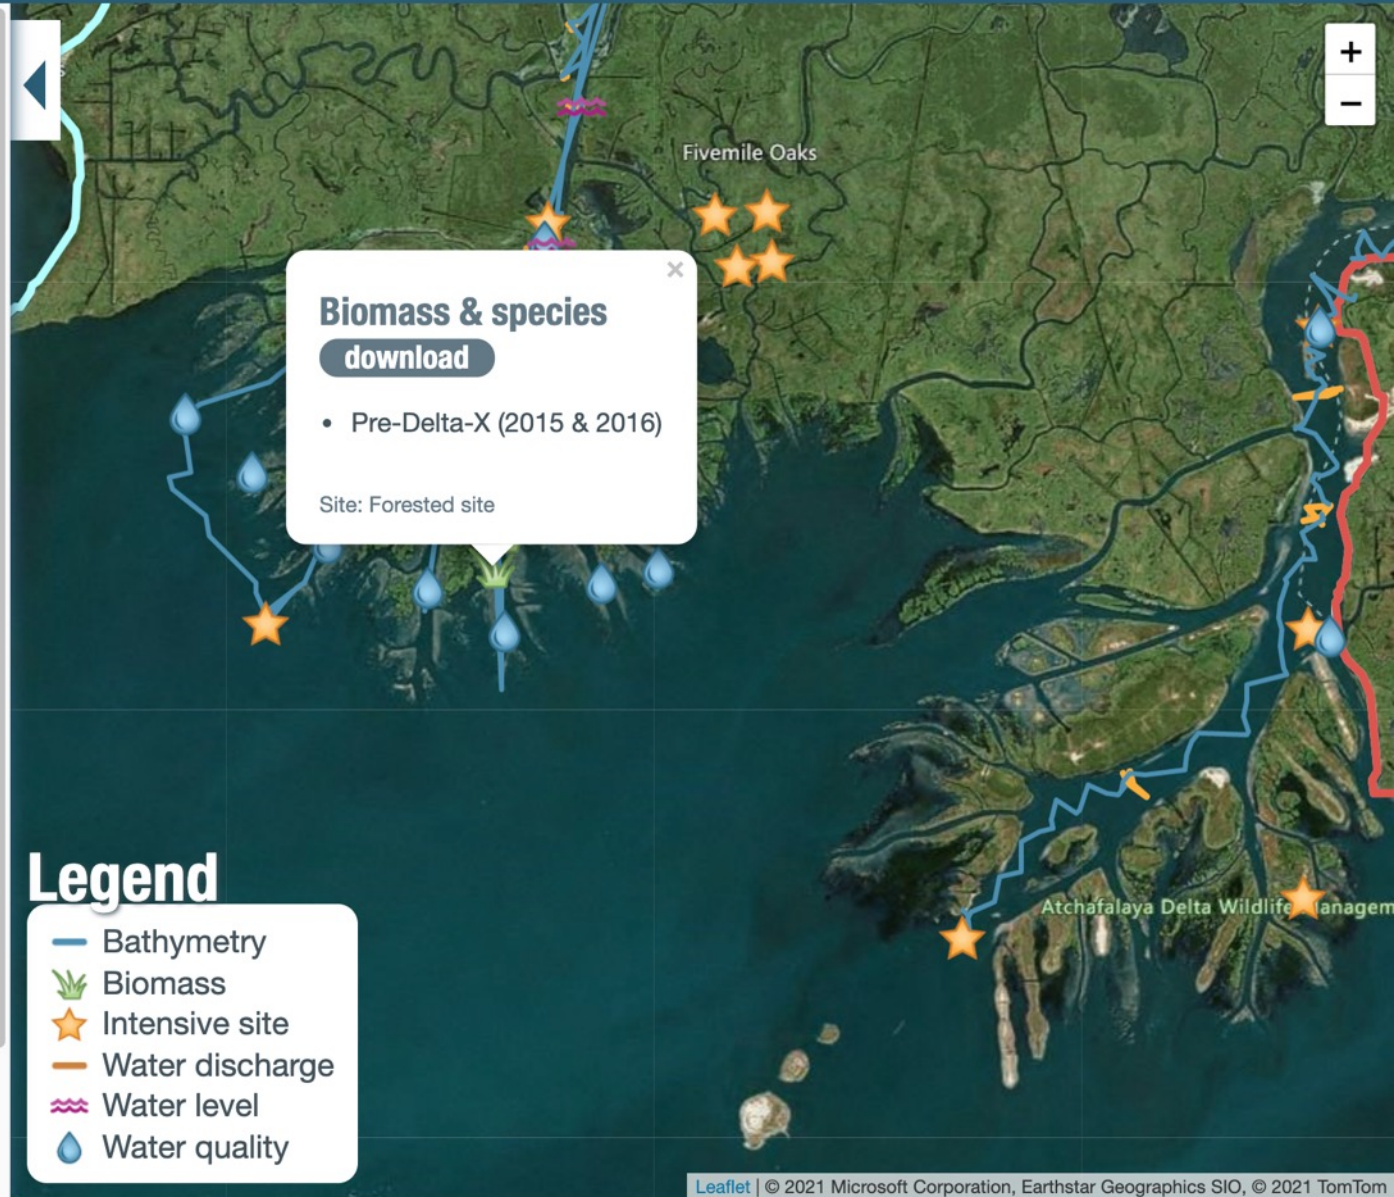 Fivemile Oaks
+
−
×
Biomass & species
download
• Pre-Delta-X (2015 & 2016)
Site: Forested site
Atchafalaya Delta Wildlife
Legend
Bathymetry
Biomass
Intensive site
Water discharge
Water level
Water quality
Leaflet | © 2021 Microsoft Corporation, Earthstar Geographics SIO, © 2021 TomTom